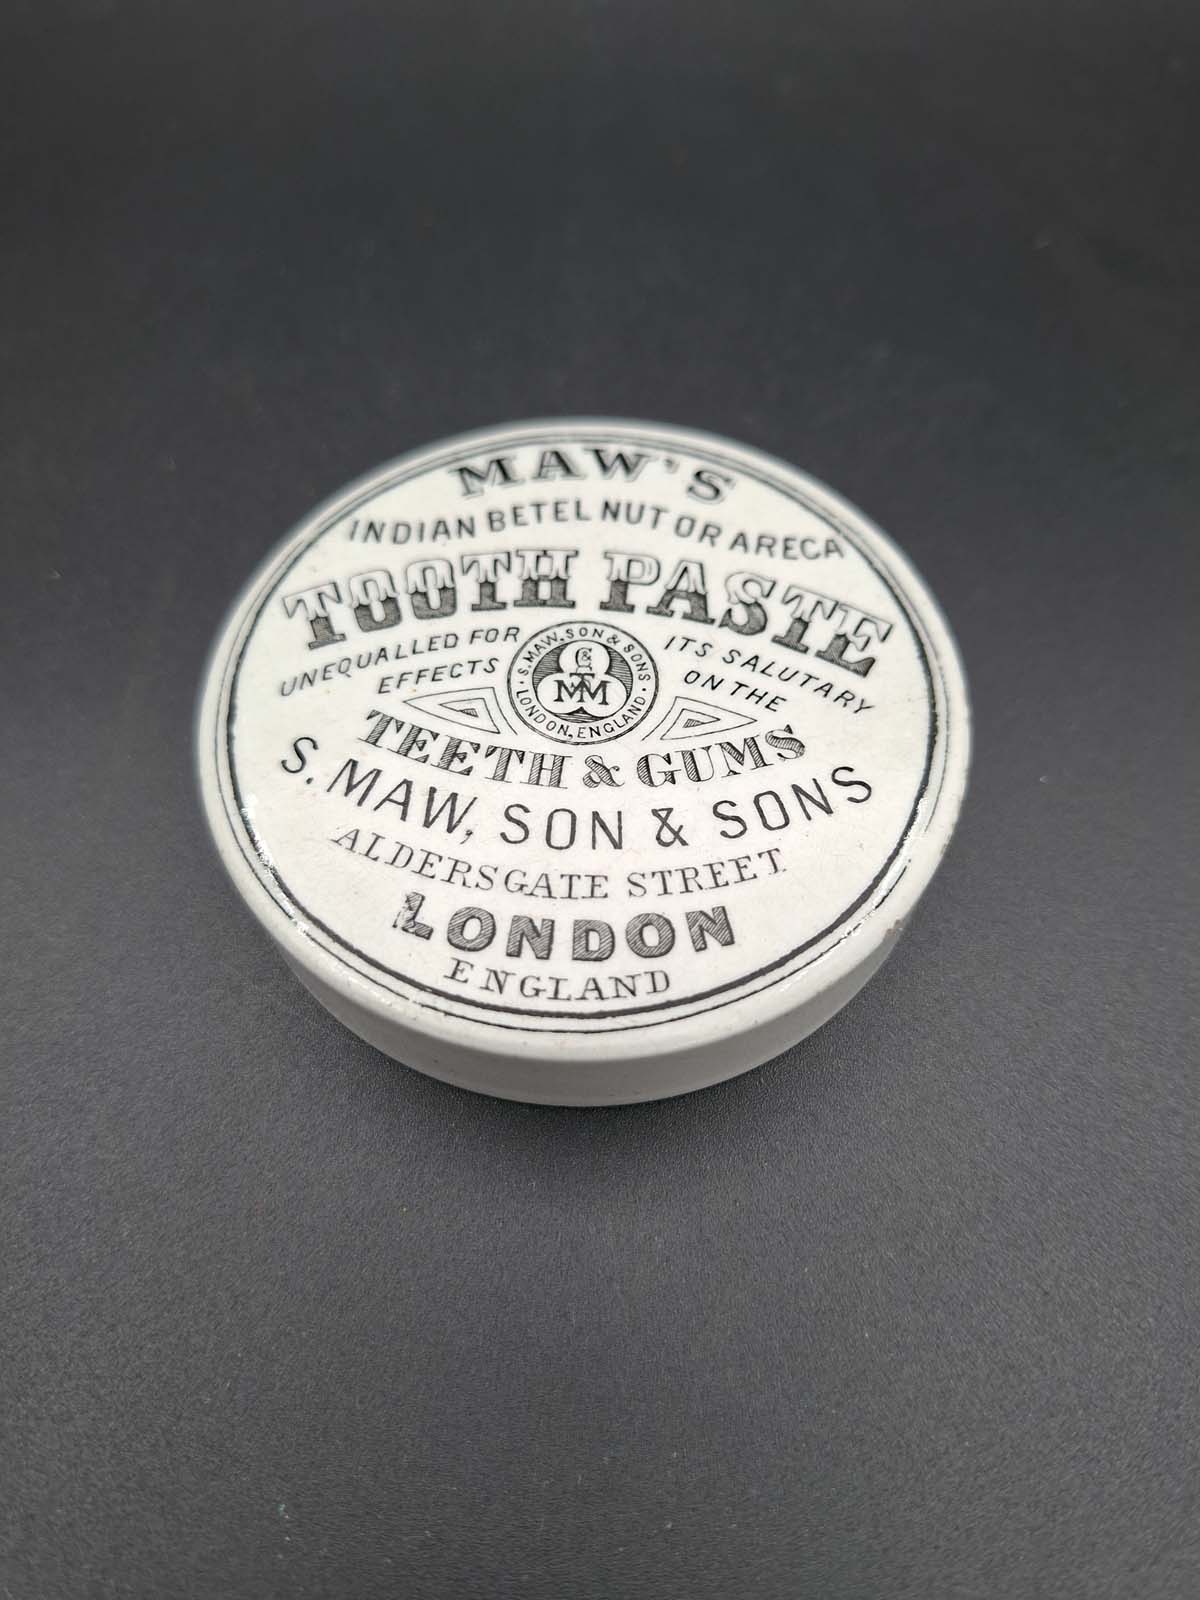 MAW'S
INDIAN BETEL NUT OR ARECA
TOOTH PASTE
UNEQUALLED FOR ITS SALUTARY
EFFECTS ON THE
S. MAW, SON & SONS
LONDON, ENGLAND
TEETH & GUMS
S. MAW, SON & SONS
ALDERSGATE STREET
LONDON
ENGLAND